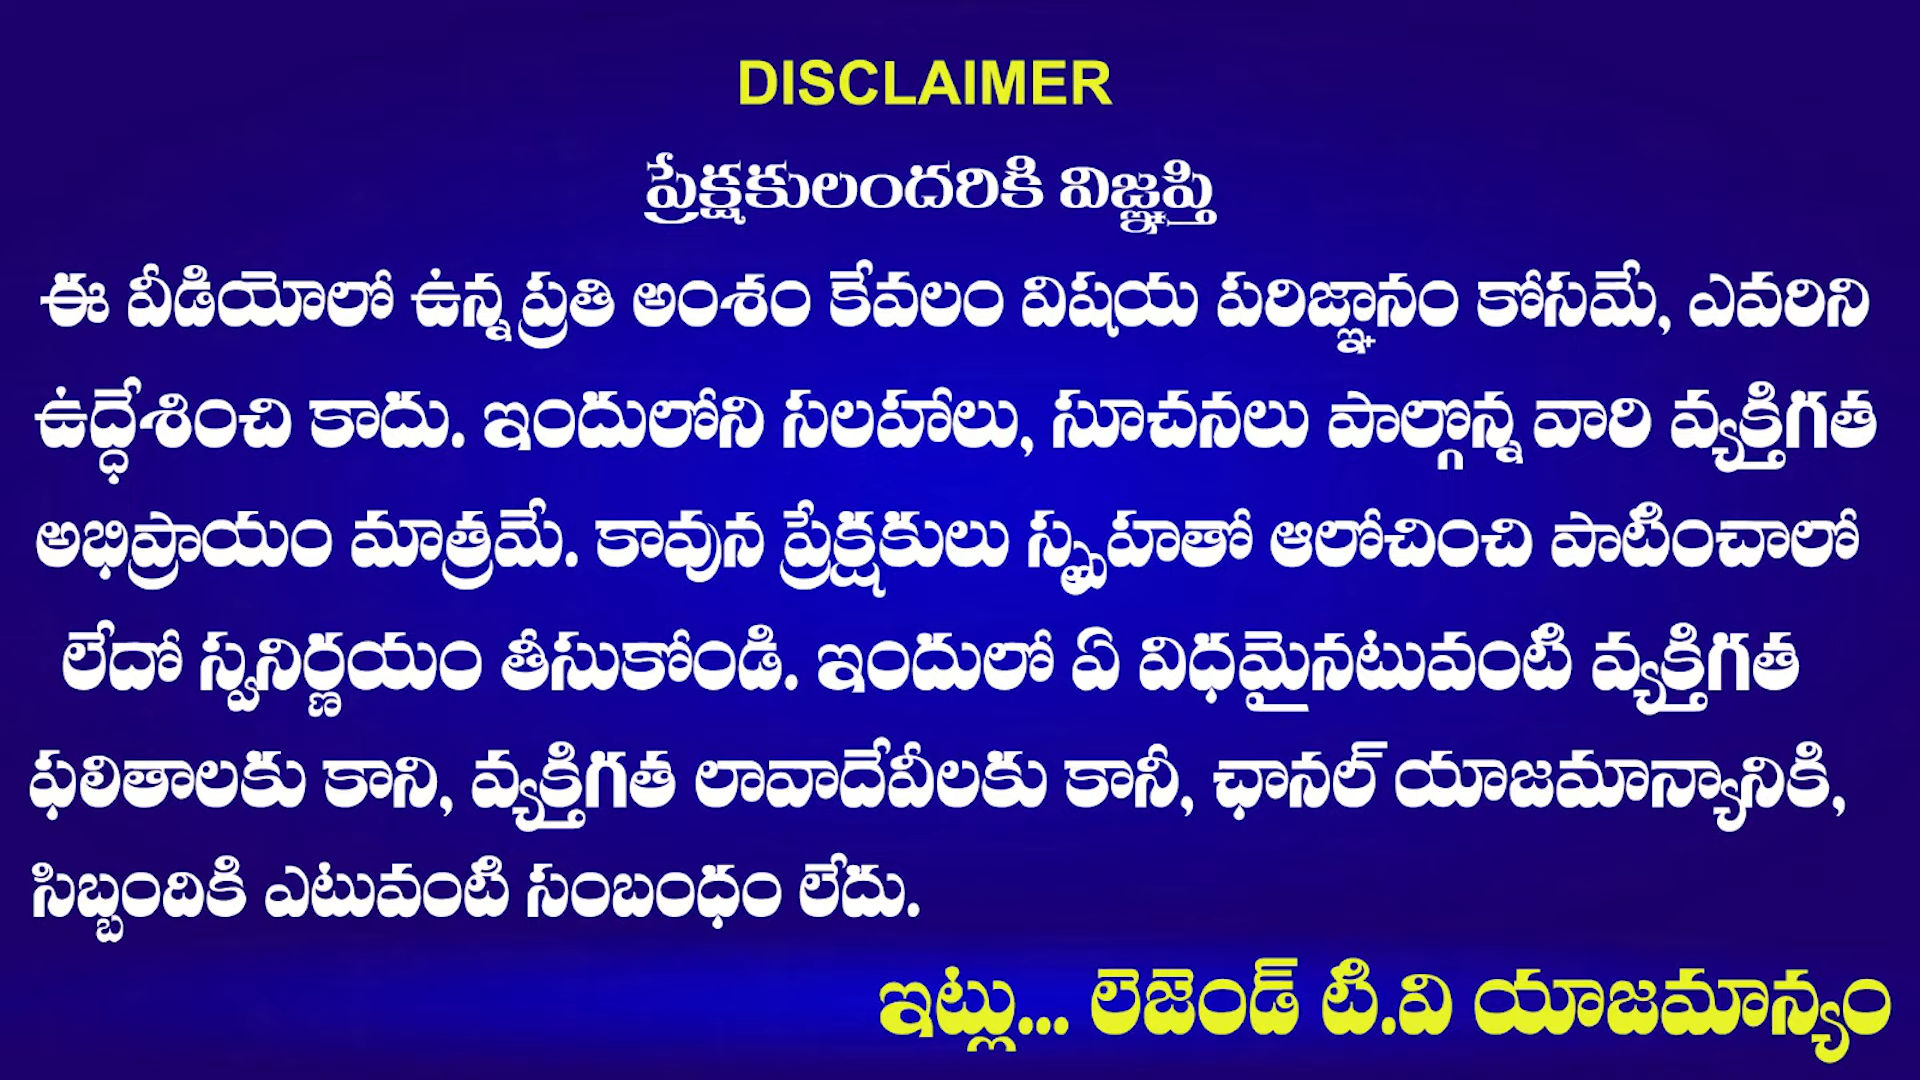 DISCLAIMER
ప్రేక్షకులందరికి విజ్ఞప్తి
ఈ వీడియోలో ఉన్న ప్రతి అంశం కేవలం విషయ పరిజ్ఞానం కోసమే, ఎవరిని
ఉద్ధేశించి కాదు. ఇందులోని సలహాలు, సూచనలు పాల్గొన్న వారి వ్యక్తిగత
అభిప్రాయం మాత్రమే. కావున ప్రేక్షకులు స్పృహతో ఆలోచించి పాటించాలో
లేదో స్వనిర్ణయం తీసుకోండి. ఇందులో ఏ విధమైనటువంటి వ్యక్తిగత
ఫలితాలకు కాని, వ్యక్తిగత లావాదేవీలకు కానీ, ఛానల్ యాజమాన్యానికి,
సిబ్బందికి ఎటువంటి సంబంధం లేదు.
ఇట్లు... లెజెండ్ టి.వి యాజమాన్యం